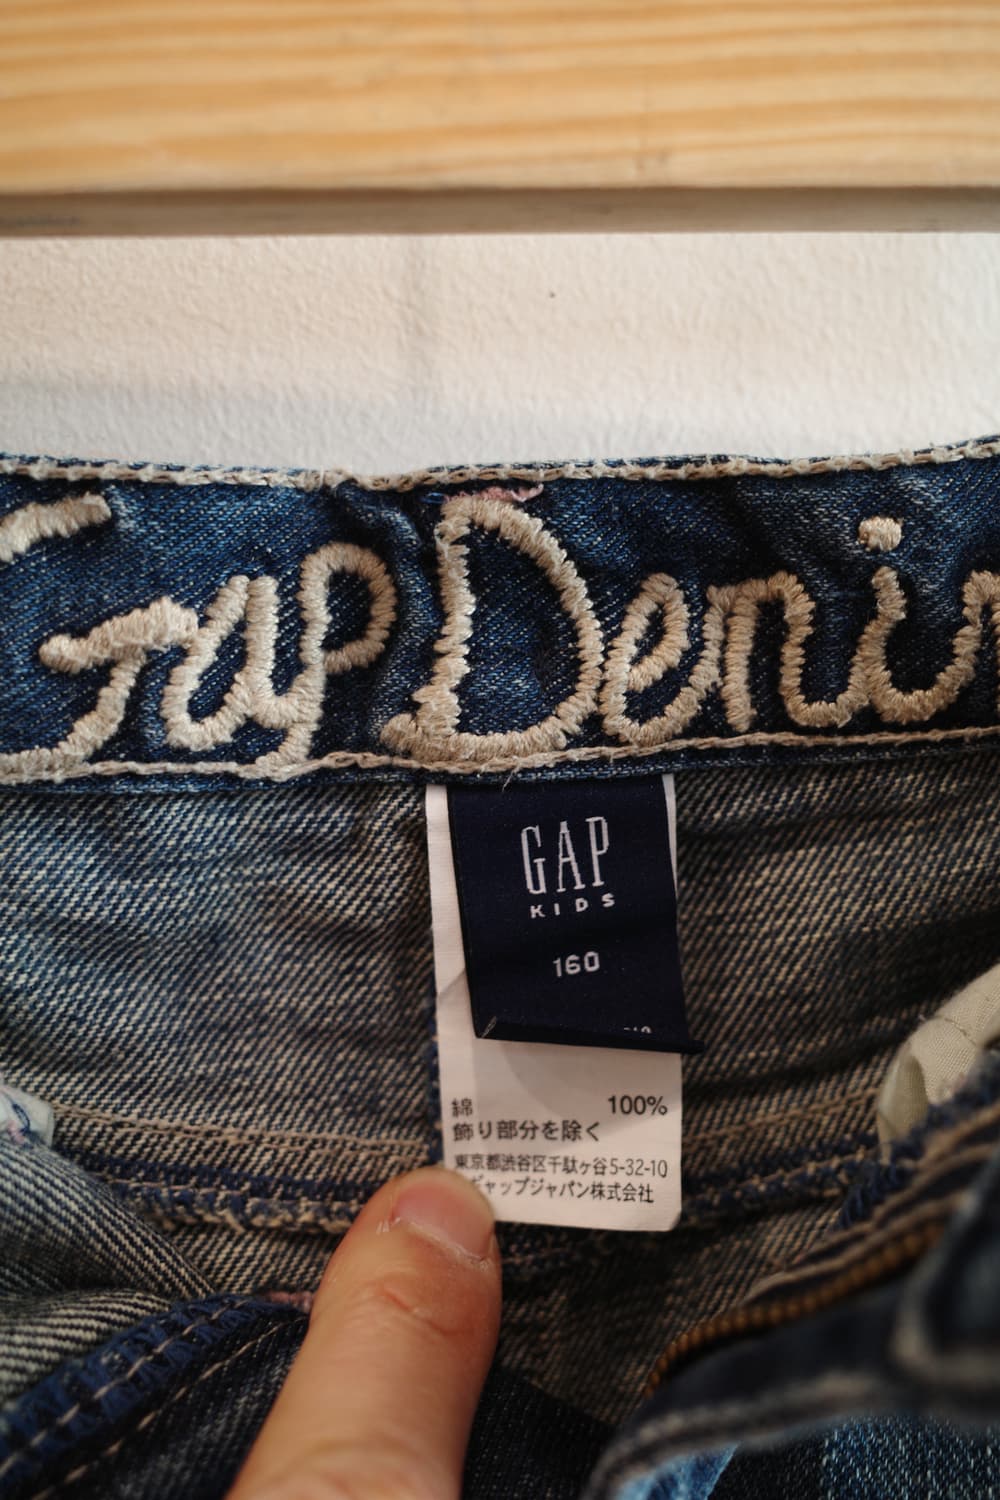 Gap Denim
GAP
KIDS
160
綿 100%
飾り部分を除く
東京都渋谷区千駄ヶ谷5-32-10
ギャップジャパン株式会社